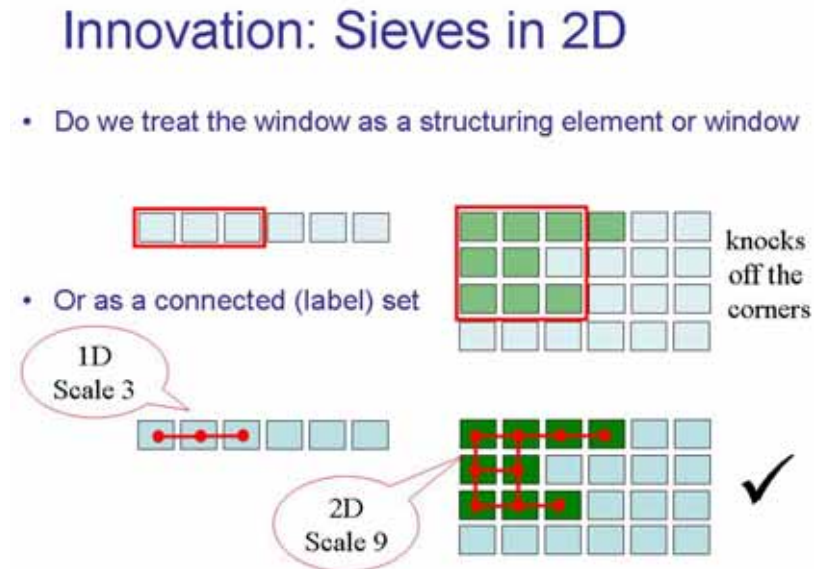 Innovation: Sieves in 2D
• Do we treat the window as a structuring element or window
knocks
off the
corners
• Or as a connected (label) set
1D
Scale 3
2D
Scale 9